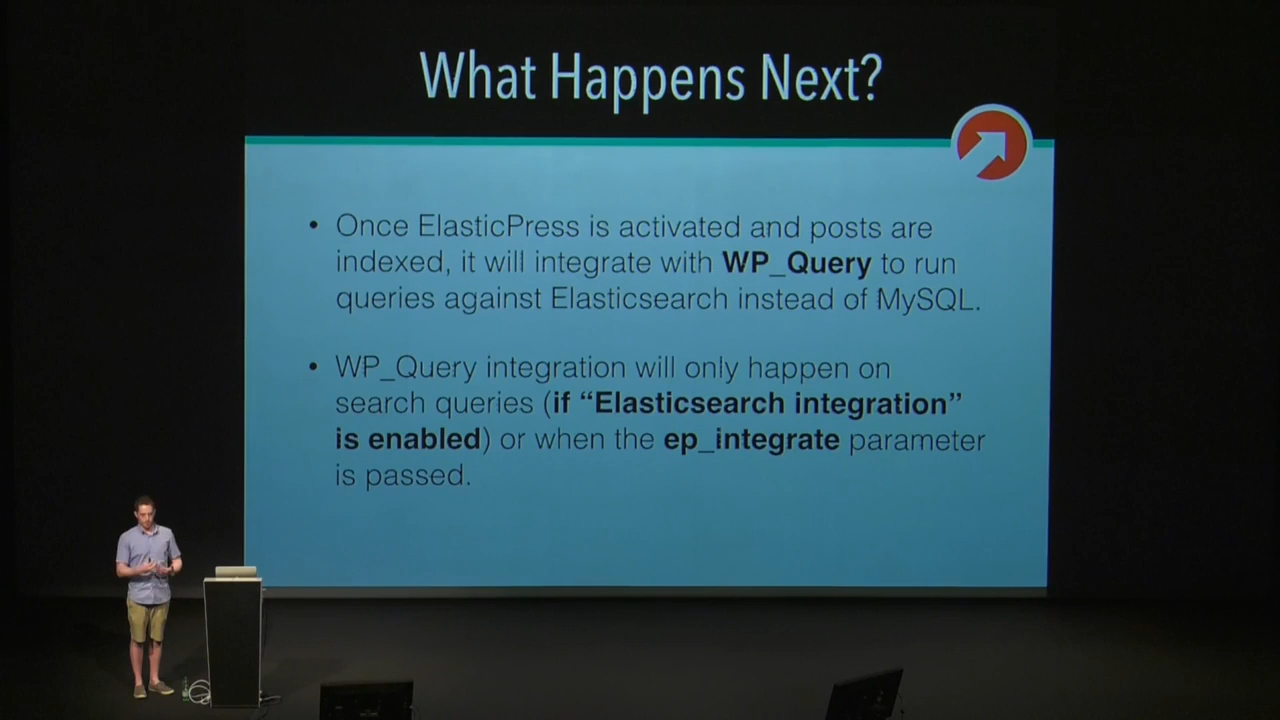 What Happens Next?
• Once ElasticPress is activated and posts are
indexed, it will integrate with WP_Query to run
queries against Elasticsearch instead of MySQL.
• WP_Query integration will only happen on
search queries (if “Elasticsearch integration”
is enabled) or when the ep_integrate parameter
is passed.